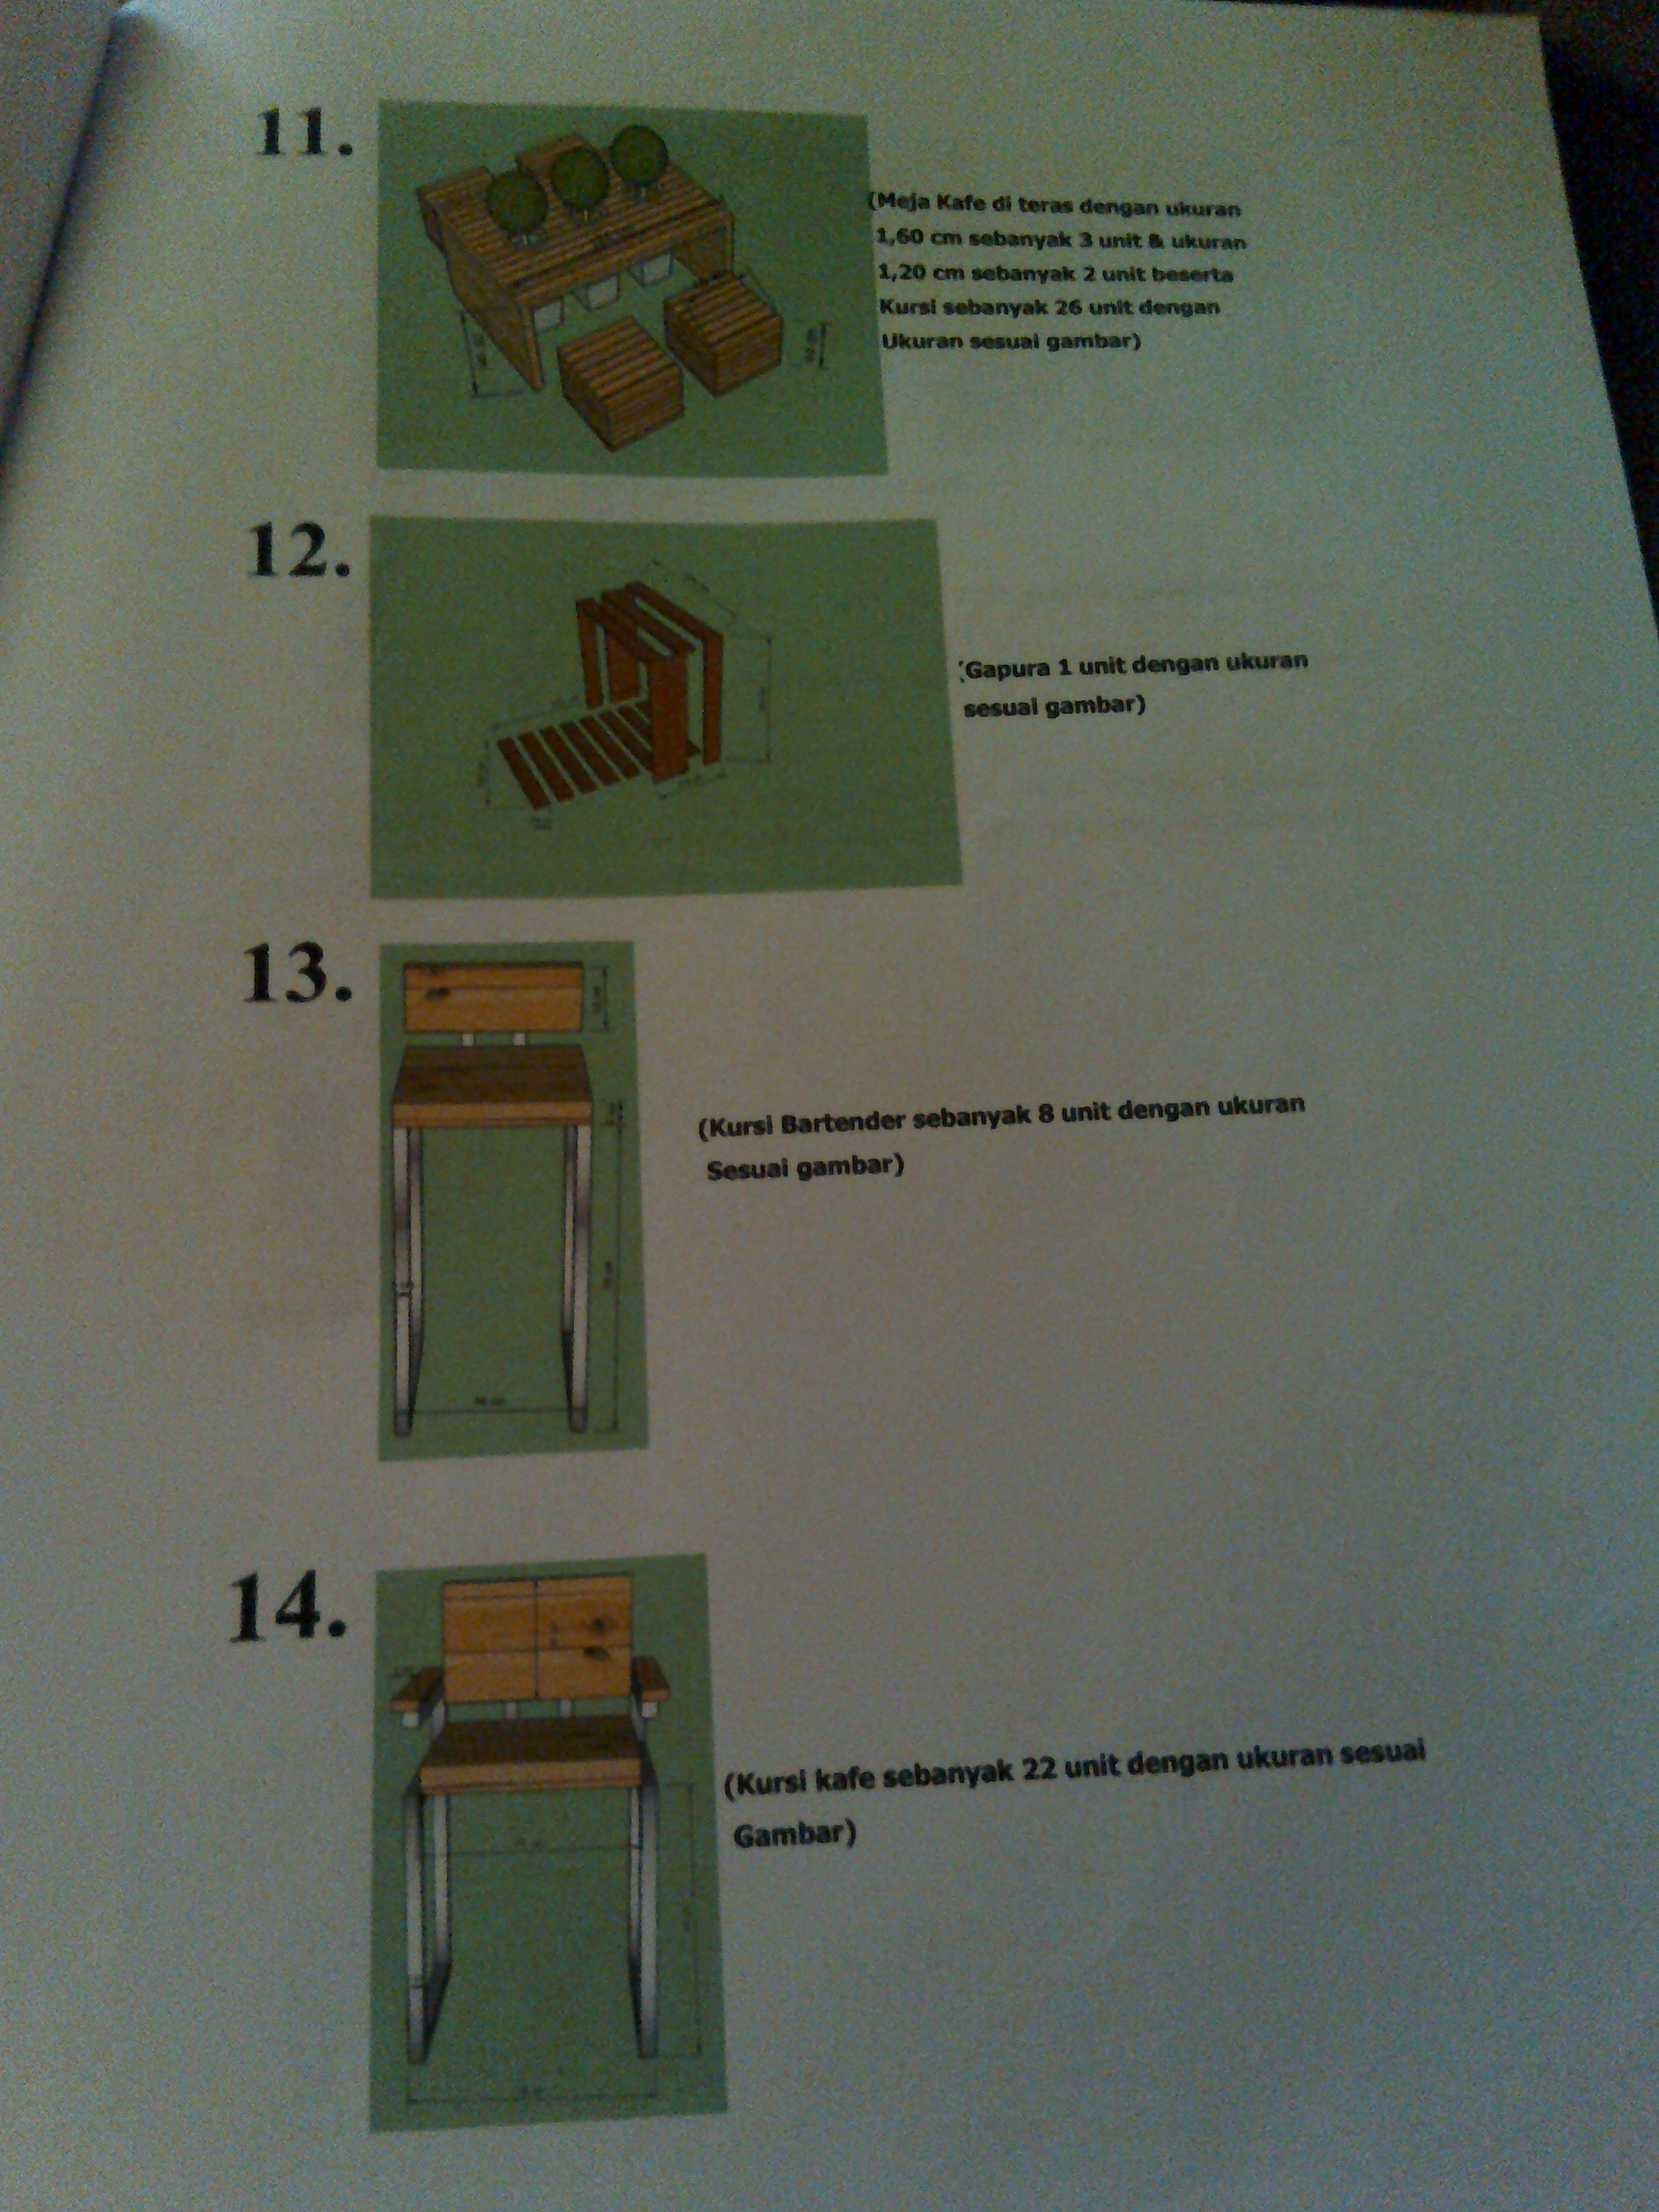 11.
(Meja Kafe di teras dengan ukuran
1,60 cm sebanyak 3 unit & ukuran
1,20 cm sebanyak 2 unit beserta
Kursi sebanyak 26 unit dengan
Ukuran sesuai gambar)
12.
(Gapura 1 unit dengan ukuran
sesuai gambar)
13.
(Kursi Bartender sebanyak 8 unit dengan ukuran
Sesuai gambar)
14.
(Kursi kafe sebanyak 22 unit dengan ukuran sesuai
Gambar)